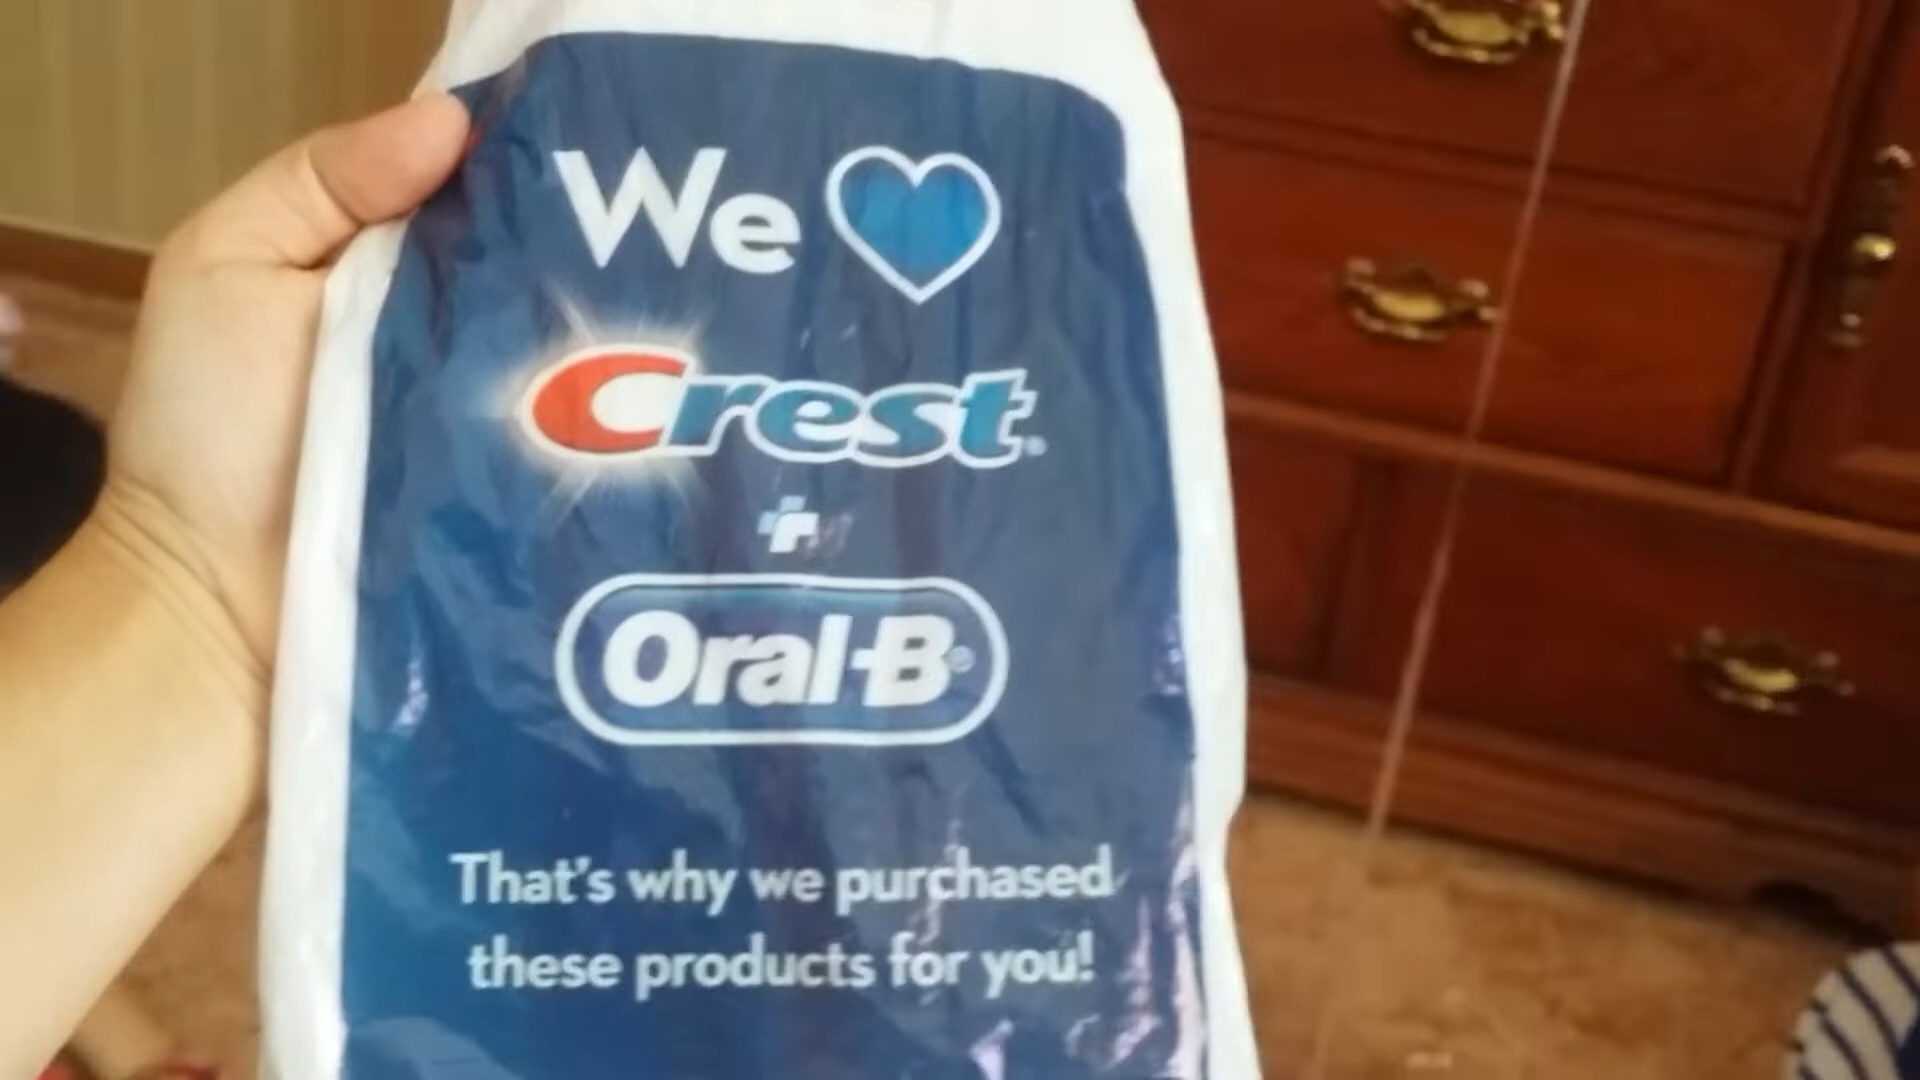 We
Crest
+
Oral-B
That's why we purchased
these products for you!